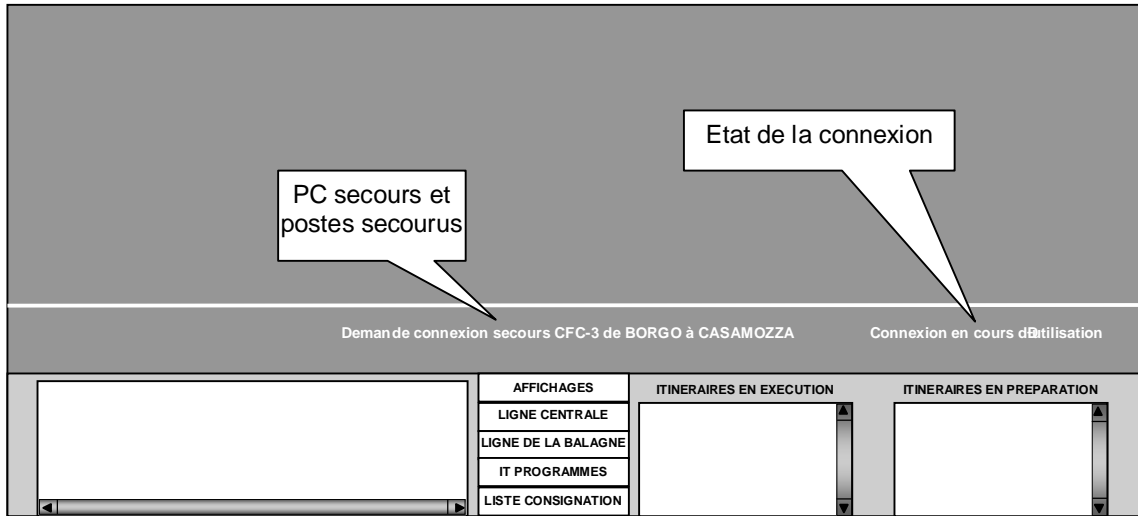 Etat de la connexion
PC secours et
postes secourus
Demande connexion secours CFC-3 de BORGO à CASAMOZZA
Connexion en cours
AFFICHAGES
LIGNE CENTRALE
LIGNE DE LA BALAGNE
IT PROGRAMMES
LISTE CONSIGNATION
ITINERAIRES EN EXECUTION
ITINERAIRES EN PREPARATION